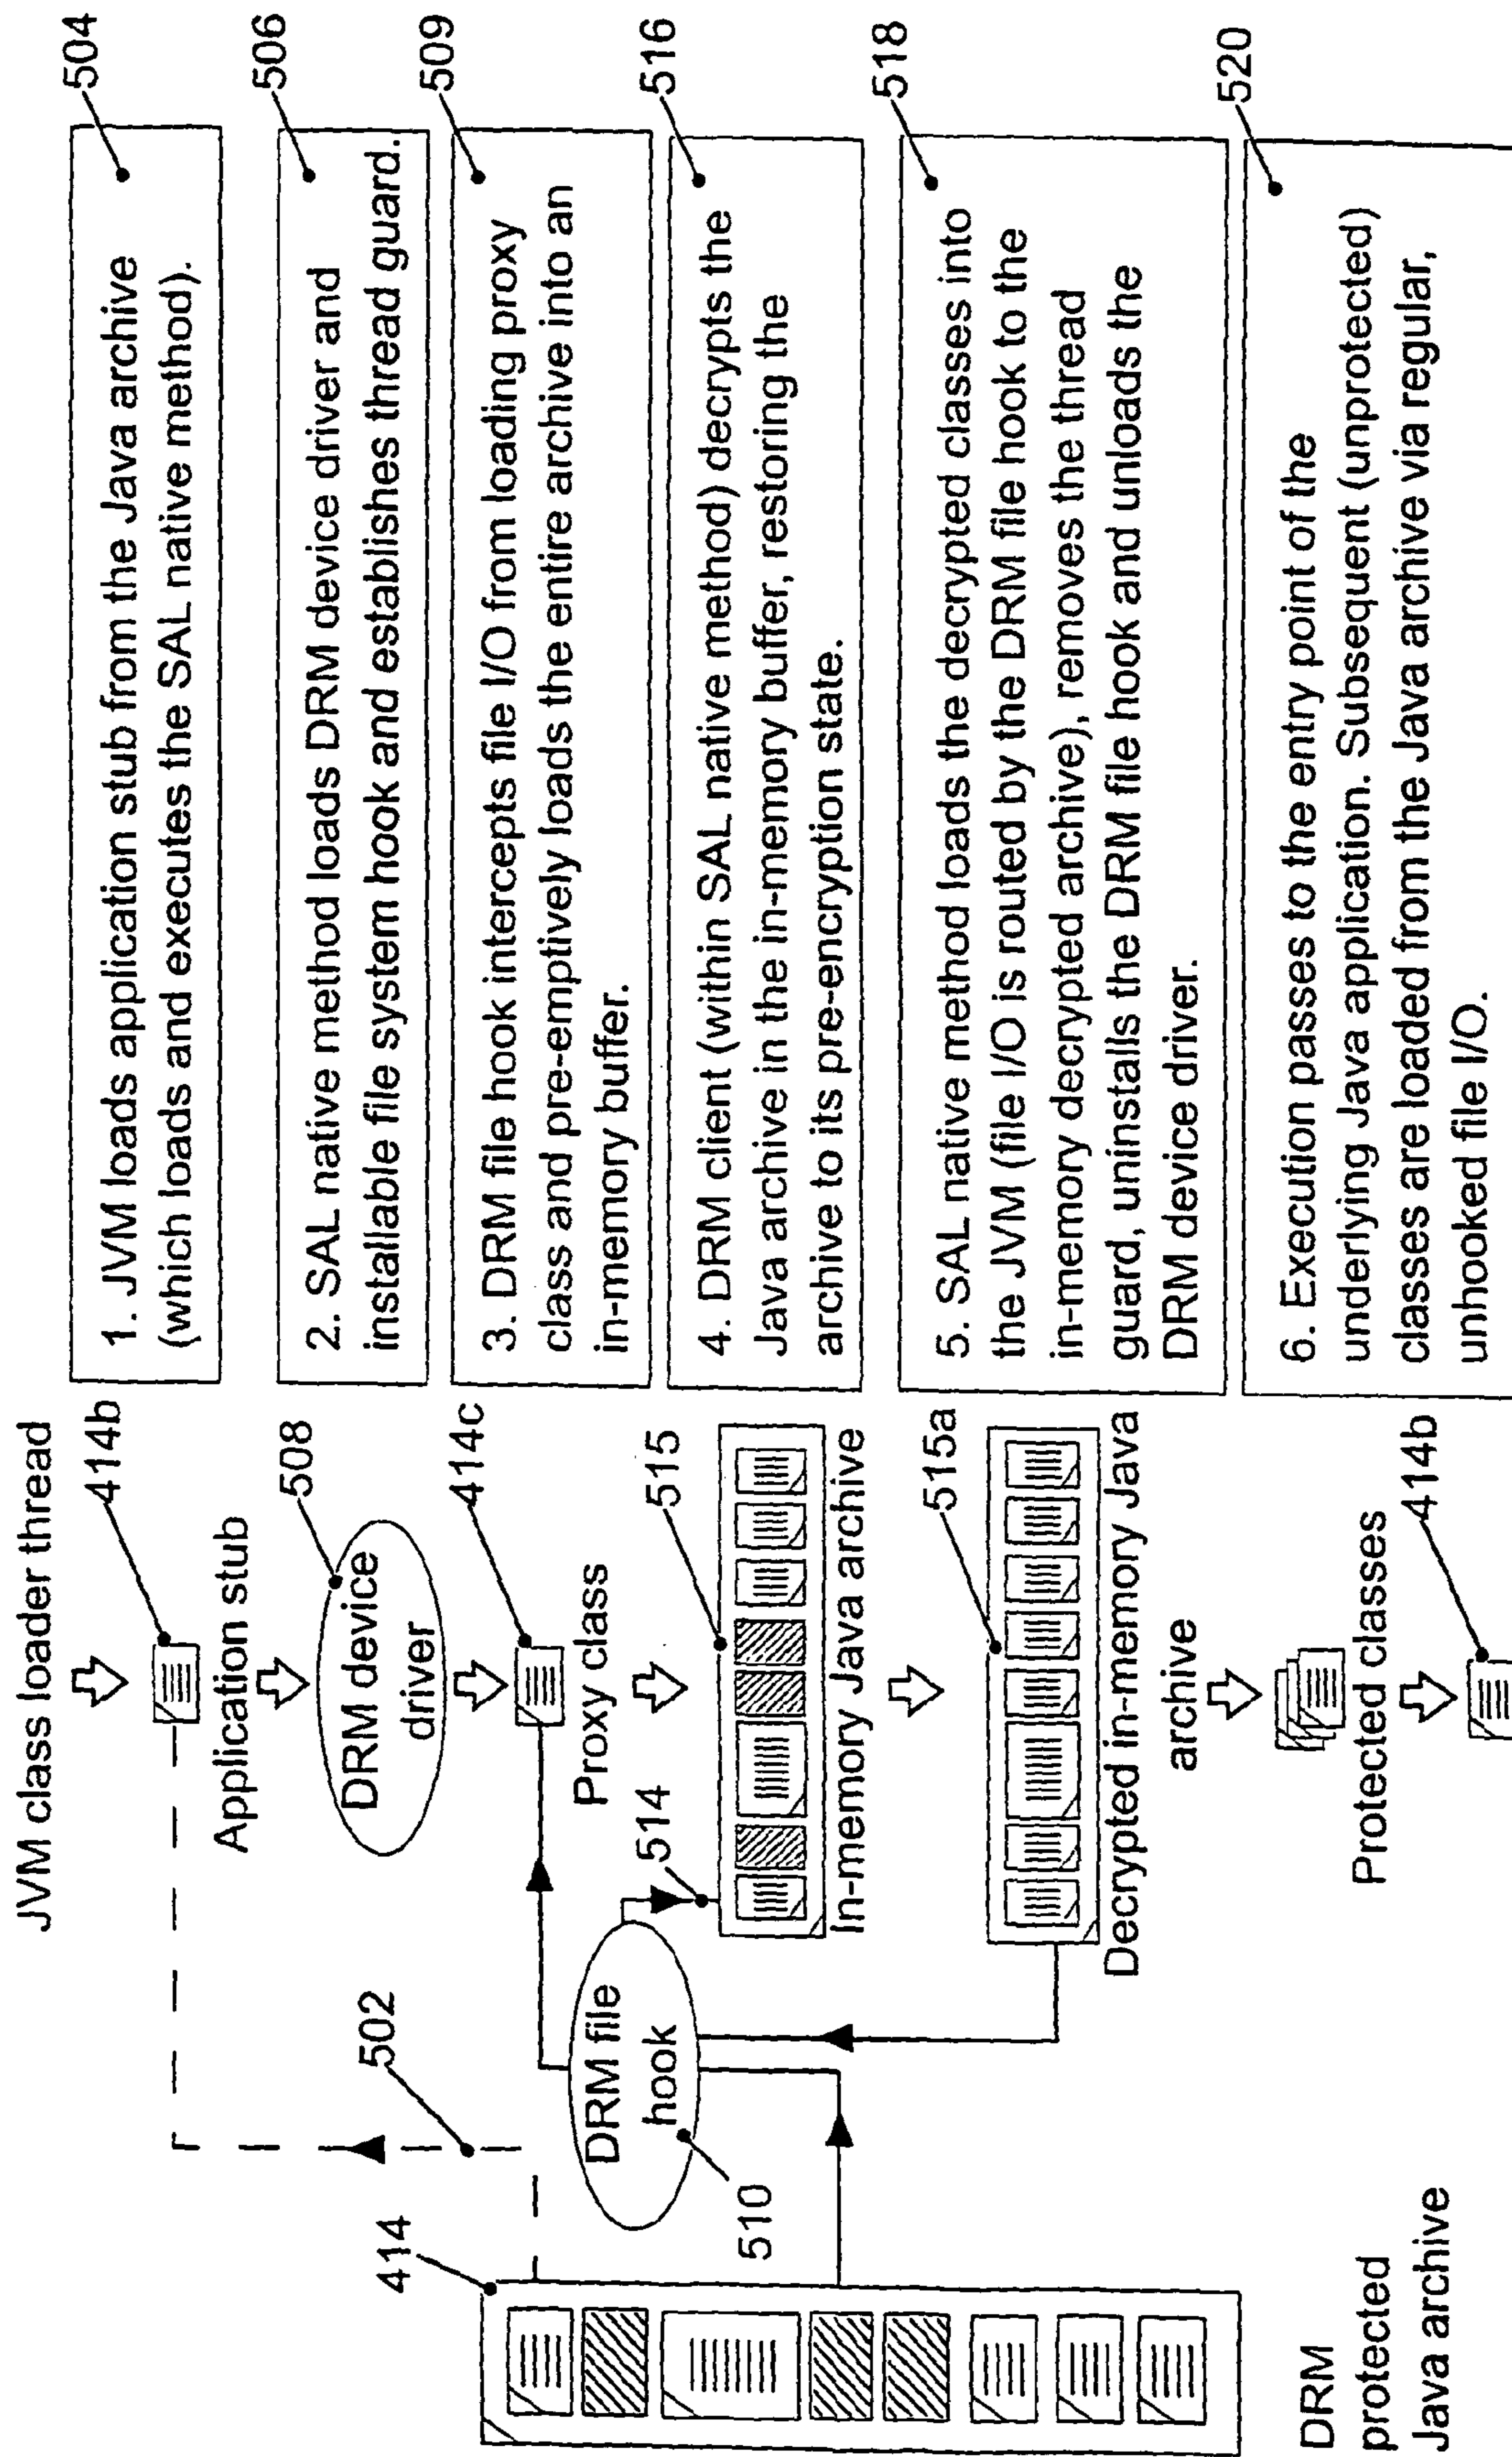 JVM class loader thread
414b
504
1. JVM loads application stub from the Java archive
(which loads and executes the SAL native method).
Application stub
502
508
DRM device
driver
506
2. SAL native method loads DRM device driver and
installable file system hook and establishes thread guard.
414
DRM file
hook
510
414c
Proxy class
509
3. DRM file hook intercepts file I/O from loading proxy
class and pre-emptively loads the entire archive into an
in-memory buffer.
514
515
In-memory Java archive
516
4. DRM client (within SAL native method) decrypts the
Java archive in the in-memory buffer, restoring the
archive to its pre-encryption state.
515a
Decrypted in-memory Java
archive
518
5. SAL native method loads the decrypted classes into
the JVM (file I/O is routed by the DRM file hook to the
in-memory decrypted archive), removes the thread
guard, uninstalls the DRM file hook and unloads the
DRM device driver.
DRM
protected
Java archive
Protected classes
414b
520
6. Execution passes to the entry point of the
underlying Java application. Subsequent (unprotected)
classes are loaded from the Java archive via regular,
unhooked file I/O.